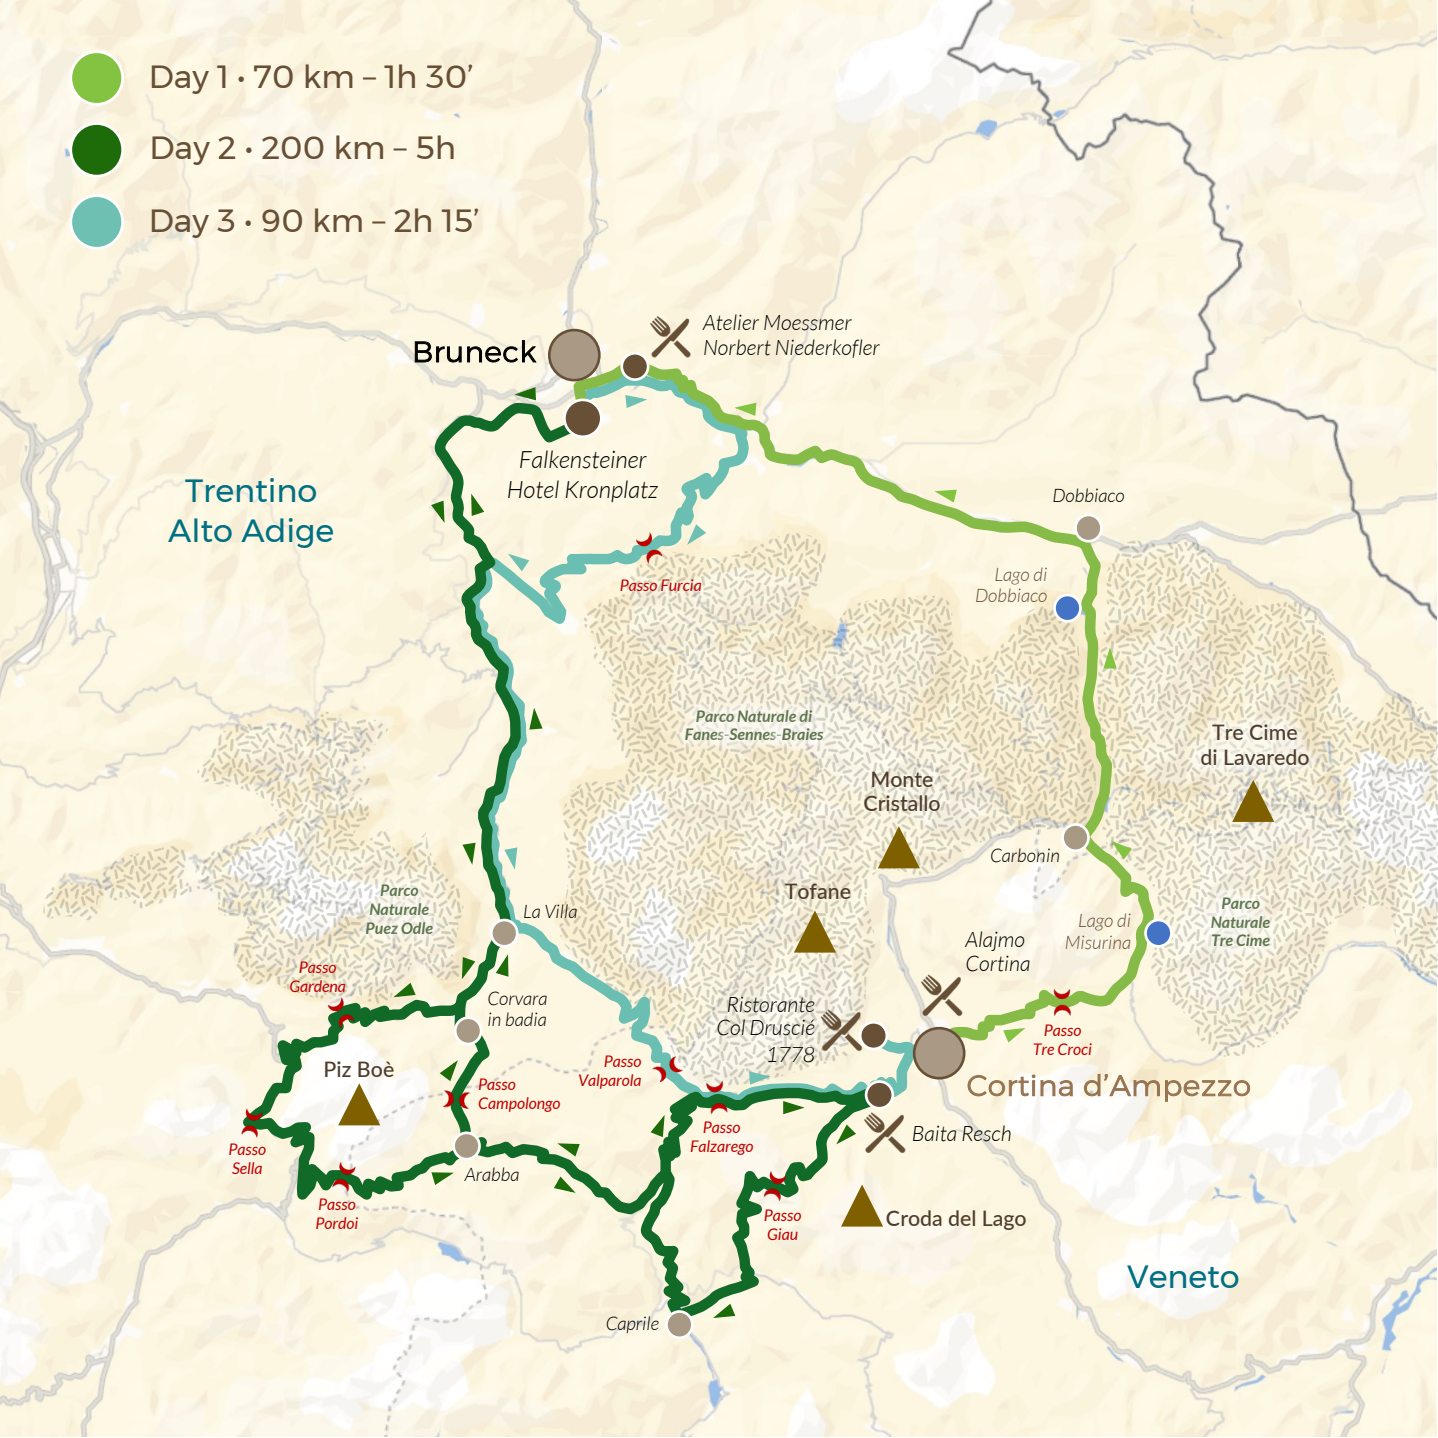 Day 1 • 70 km – 1h 30’
Day 2 • 200 km – 5h
Day 3 • 90 km – 2h 15’
Atelier Moessmer
Norbert Niederkofler
Bruneck
Falkensteiner
Hotel Kronplatz
Trentino
Alto Adige
Dobbiaco
Lago di
Dobbiaco
Passo Furcia
Parco Naturale di
Fanes-Sennes-Braies
Tre Cime
di Lavaredo
Monte
Cristallo
Carbonin
Tofane
Parco
Naturale
Puez Odle
La Villa
Lago di
Misurina
Parco
Naturale
Tre Cime
Alajmo
Cortina
Passo
Gardena
Corvara
in badia
Ristorante
Col Druscié
1778
Passo
Tre Croci
Piz Boè
Passo
Valparola
Passo
Campolongo
Cortina d’Ampezzo
Passo
Falzarego
Baita Resch
Passo
Sella
Arabba
Passo
Pordoi
Passo
Giau
Croda del Lago
Veneto
Caprile